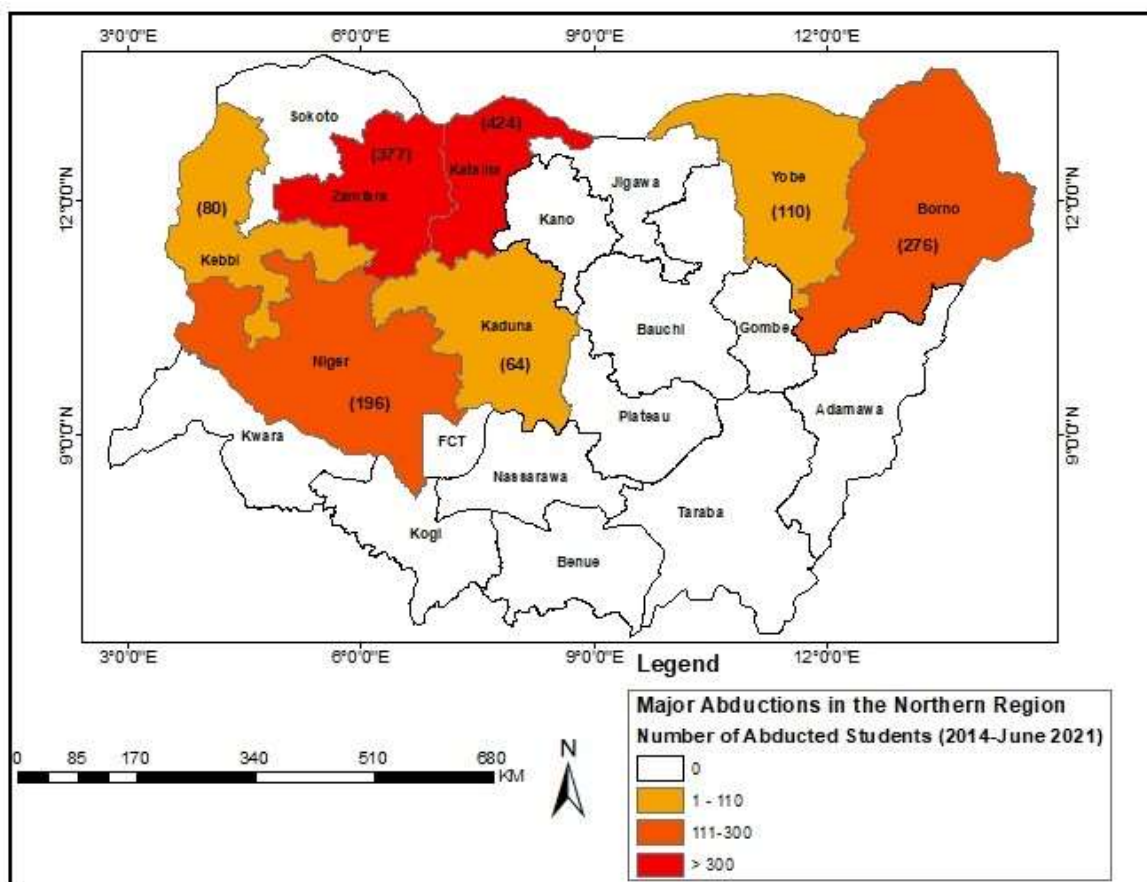 3°0'0"E 6°0'0"E 9°0'0"E 12°0'0"E
Sokoto
(424)
(377)
Katsina
Zamfara
Jigawa
Yobe
12°0'0"N
12°0'0"N
(80)
Kano
(110)
Borno
(276)
Kebbi
Kaduna
Bauchi
Gombe
Niger
(64)
(196)
Plateau
Adamawa
9°0'0"N
9°0'0"N
Kwara
FCT
Nassarawa
Taraba
Kogi
Benue
3°0'0"E 6°0'0"E 9°0'0"E 12°0'0"E
Legend
Major Abductions in the Northern Region
Number of Abducted Students (2014-June 2021)
0
1 - 110
111-300
> 300
0 85 170 340 510 680
KM
N